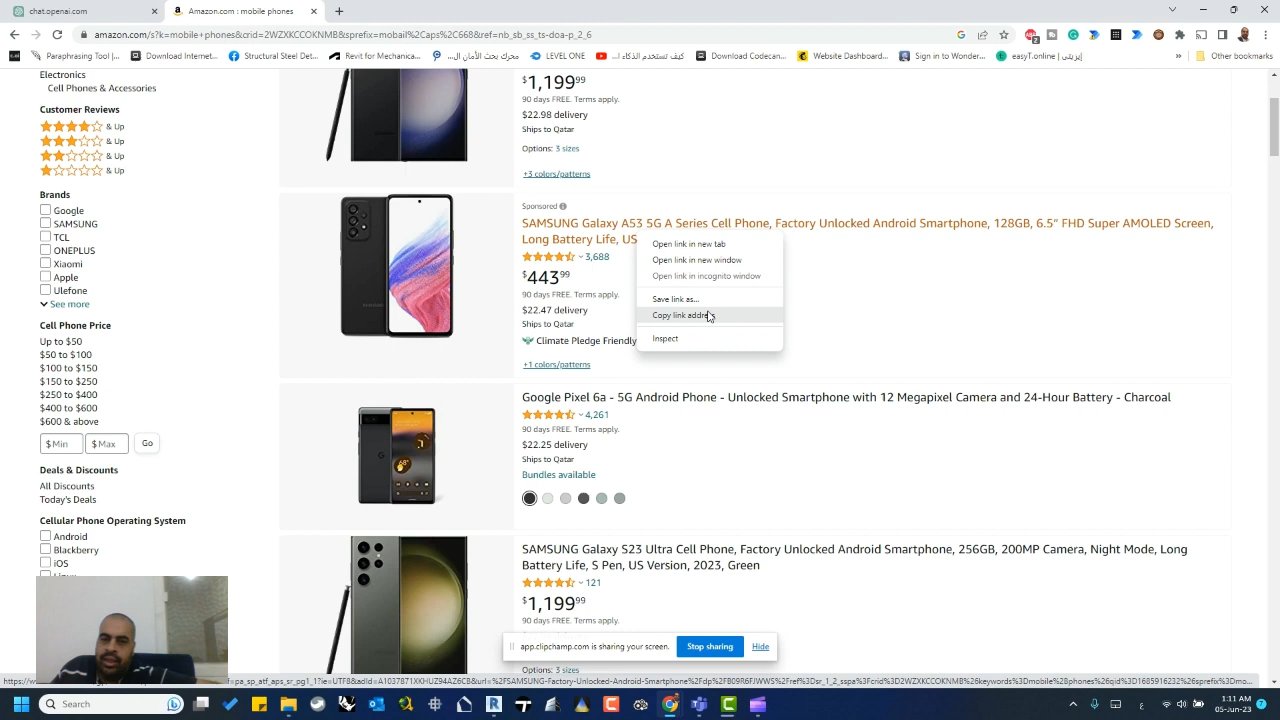 chat.openai.com
Amazon.com : mobile phones
amazon.com/s?k=mobile+phones&crid=2WZXKCCOKNMB&sprefix=mobail%2Caps%2C668&ref=nb_sb_ss_ts-doa-p_2_6
Paraphrasing Tool |...
Download Internet...
Structural Steel Det...
Revit for Mechanica...
محرك بحث الأمان ال...
LEVEL ONE
كيف تستخدم الذكاء ا...
Download Codecan...
Website Dashboard...
Sign in to Wonder...
easyT.online | إيزيتي
Other bookmarks
Electronics
Cell Phones & Accessories
Customer Reviews
& Up
& Up
& Up
& Up
Brands
Google
SAMSUNG
TCL
ONEPLUS
Xiaomi
Apple
Ulefone
See more
Cell Phone Price
Up to $50
$50 to $100
$100 to $150
$150 to $250
$250 to $400
$400 to $600
$600 & above
$ Min
$ Max
Go
Deals & Discounts
All Discounts
Today's Deals
Cellular Phone Operating System
Android
Blackberry
iOS
$1,199.99
90 days FREE. Terms apply.
$22.98 delivery
Ships to Qatar
Options: 3 sizes
+3 colors/patterns
Sponsored
SAMSUNG Galaxy A53 5G A Series Cell Phone, Factory Unlocked Android Smartphone, 128GB, 6.5” FHD Super AMOLED Screen,
Long Battery Life, US
3,688
$443.99
90 days FREE. Terms apply.
$22.47 delivery
Ships to Qatar
Climate Pledge Friendly
+1 colors/patterns
Open link in new tab
Open link in new window
Open link in incognito window
Save link as...
Copy link address
Inspect
Google Pixel 6a - 5G Android Phone - Unlocked Smartphone with 12 Megapixel Camera and 24-Hour Battery - Charcoal
4,261
90 days FREE. Terms apply.
$22.25 delivery
Ships to Qatar
Bundles available
SAMSUNG Galaxy S23 Ultra Cell Phone, Factory Unlocked Android Smartphone, 256GB, 200MP Camera, Night Mode, Long
Battery Life, S Pen, US Version, 2023, Green
121
$1,199.99
90 days FREE. Terms apply.
app.clipchamp.com is sharing your screen.
Stop sharing
Hide
Options: 3 sizes
Search
1:11 AM
05-Jun-23